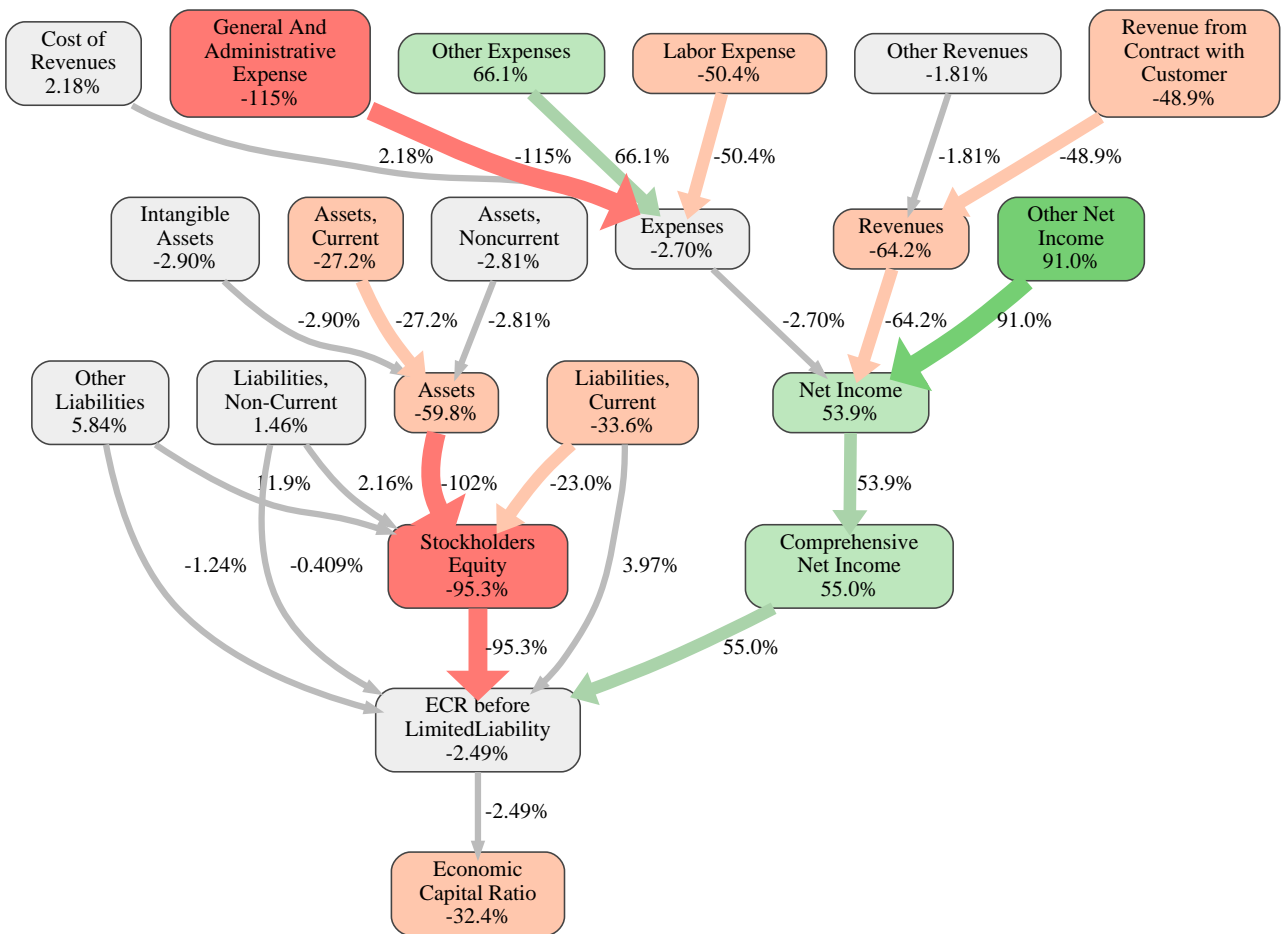 Cost of
Revenues
2.18%
General And
Administrative
Expense
-115%
Other Expenses
66.1%
Labor Expense
-50.4%
Other Revenues
-1.81%
Revenue from
Contract with
Customer
-48.9%
2.18%
-115%
66.1%
-50.4%
-1.81%
-48.9%
Intangible
Assets
-2.90%
Assets,
Current
-27.2%
Assets,
Noncurrent
-2.81%
Expenses
-2.70%
Revenues
-64.2%
Other Net
Income
91.0%
-2.90%
-27.2%
-2.81%
-2.70%
-64.2%
91.0%
Other
Liabilities
5.84%
Liabilities,
Non-Current
1.46%
Assets
-59.8%
Liabilities,
Current
-33.6%
Net Income
53.9%
11.9%
2.16%
-102%
-23.0%
53.9%
Stockholders
Equity
-95.3%
Comprehensive
Net Income
55.0%
-1.24%
-0.409%
3.97%
-95.3%
55.0%
ECR before
LimitedLiability
-2.49%
-2.49%
Economic
Capital Ratio
-32.4%